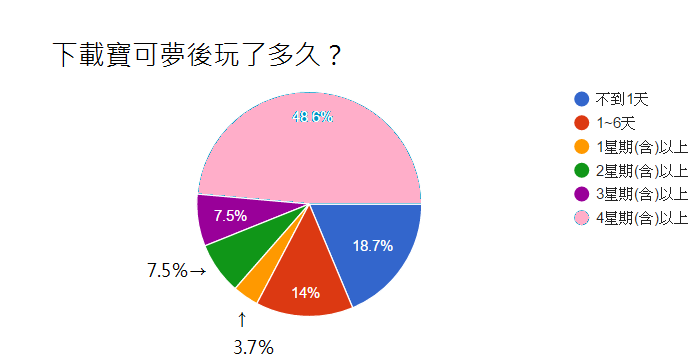 下載寶可夢後玩了多久？
48.6%
不到1天
1~6天
1星期(含)以上
2星期(含)以上
3星期(含)以上
4星期(含)以上
7.5%
18.7%
7.5%→
14%
↑
3.7%